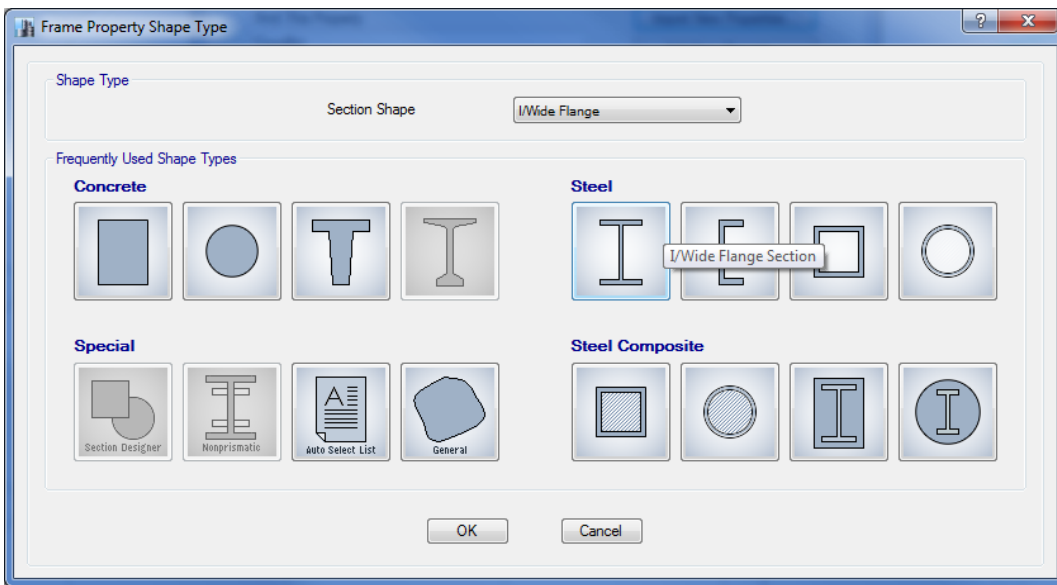 Frame Property Shape Type
Shape Type
Section Shape
I/Wide Flange
Frequently Used Shape Types
Concrete
Steel
I/Wide Flange Section
Special
Steel Composite
Section Designer
Nonprismatic
A
Auto Select List
General
OK
Cancel